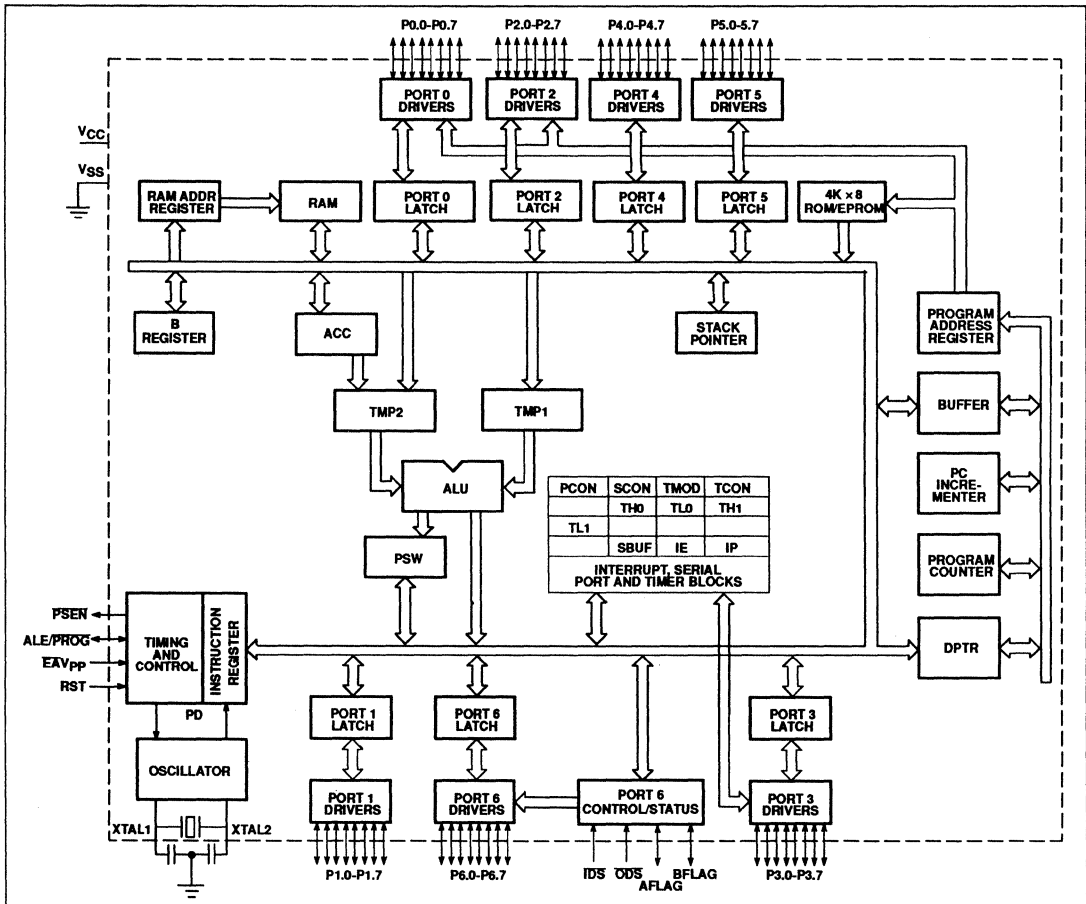 P0.0-P0.7 P2.0-P2.7 P4.0-P4.7 P5.0-5.7
PORT 0
DRIVERS
PORT 2
DRIVERS
PORT 4
DRIVERS
PORT 5
DRIVERS
VCC
VSS
RAM ADDR
REGISTER
RAM
PORT 0
LATCH
PORT 2
LATCH
PORT 4
LATCH
PORT 5
LATCH
4K × 8
ROM/EPROM
B
REGISTER
ACC
STACK
POINTER
PROGRAM
ADDRESS
REGISTER
TMP2
TMP1
BUFFER
ALU
PCON SCON TMOD TCON
TH0 TL0 TH1
TL1
SBUF IE IP
INTERRUPT, SERIAL
PORT AND TIMER BLOCKS
PC
INCRE-
MENTER
PSW
PROGRAM
COUNTER
PSEN
ALE/PROG
EAVPP
RST
TIMING
AND
CONTROL
INSTRUCTION
REGISTER
DPTR
PD
OSCILLATOR
PORT 1
LATCH
PORT 6
LATCH
PORT 3
LATCH
PORT 1
DRIVERS
PORT 6
DRIVERS
PORT 6
CONTROL/STATUS
PORT 3
DRIVERS
XTAL1 XTAL2
P1.0-P1.7 P6.0-P6.7 IDS ODS BFLAG P3.0-P3.7
AFLAG